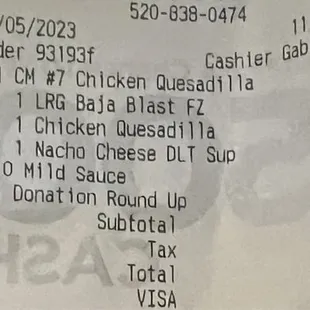 520-838-0474
/05/2023 11
der 93193f Cashier Gab
1 CM #7 Chicken Quesadilla
1 LRG Baja Blast FZ
1 Chicken Quesadilla
1 Nacho Cheese DLT Sup
0 Mild Sauce
Donation Round Up
Subtotal
Tax
Total
VISA